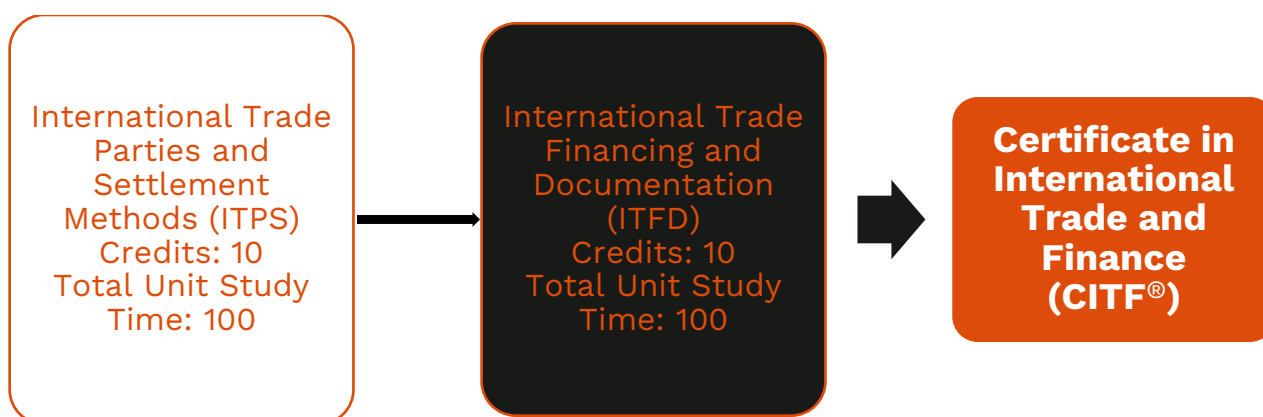 International Trade
Parties and
Settlement
Methods (ITPS)
Credits: 10
Total Unit Study
Time: 100
International Trade
Financing and
Documentation
(ITFD)
Credits: 10
Total Unit Study
Time: 100
Certificate in
International
Trade and
Finance
(CITF®)